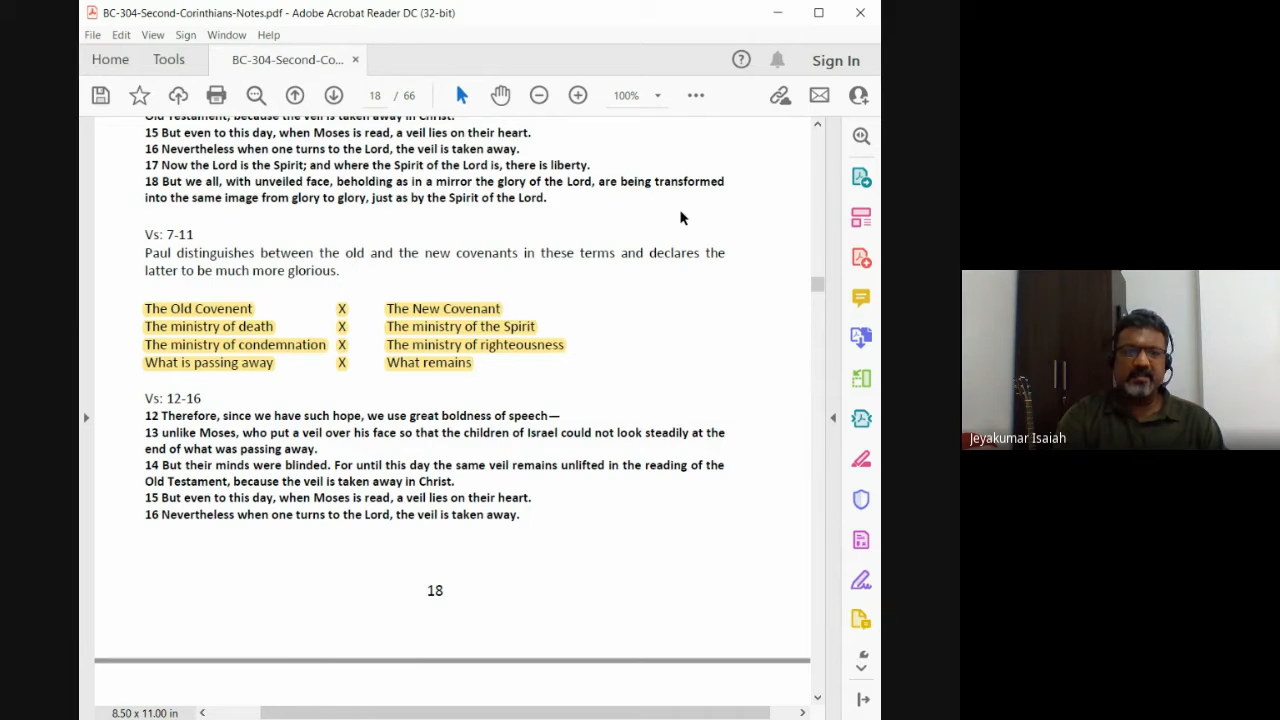 BC-304-Second-Corinthians-Notes.pdf - Adobe Acrobat Reader DC (32-bit)
File Edit View Sign Window Help
Home Tools BC-304-Second-Co... × Sign In
18 / 66 100%
Old Testament, because the veil is taken away in Christ.
15 But even to this day, when Moses is read, a veil lies on their heart.
16 Nevertheless when one turns to the Lord, the veil is taken away.
17 Now the Lord is the Spirit; and where the Spirit of the Lord is, there is liberty.
18 But we all, with unveiled face, beholding as in a mirror the glory of the Lord, are being transformed
into the same image from glory to glory, just as by the Spirit of the Lord.
Vs: 7-11
Paul distinguishes between the old and the new covenants in these terms and declares the
latter to be much more glorious.
The Old Covenent X The New Covenant
The ministry of death X The ministry of the Spirit
The ministry of condemnation X The ministry of righteousness
What is passing away X What remains
Vs: 12-16
12 Therefore, since we have such hope, we use great boldness of speech—
13 unlike Moses, who put a veil over his face so that the children of Israel could not look steadily at the
end of what was passing away.
14 But their minds were blinded. For until this day the same veil remains unlifted in the reading of the
Old Testament, because the veil is taken away in Christ.
15 But even to this day, when Moses is read, a veil lies on their heart.
16 Nevertheless when one turns to the Lord, the veil is taken away.
18
8.50 x 11.00 in
Jeyakumar Isaiah